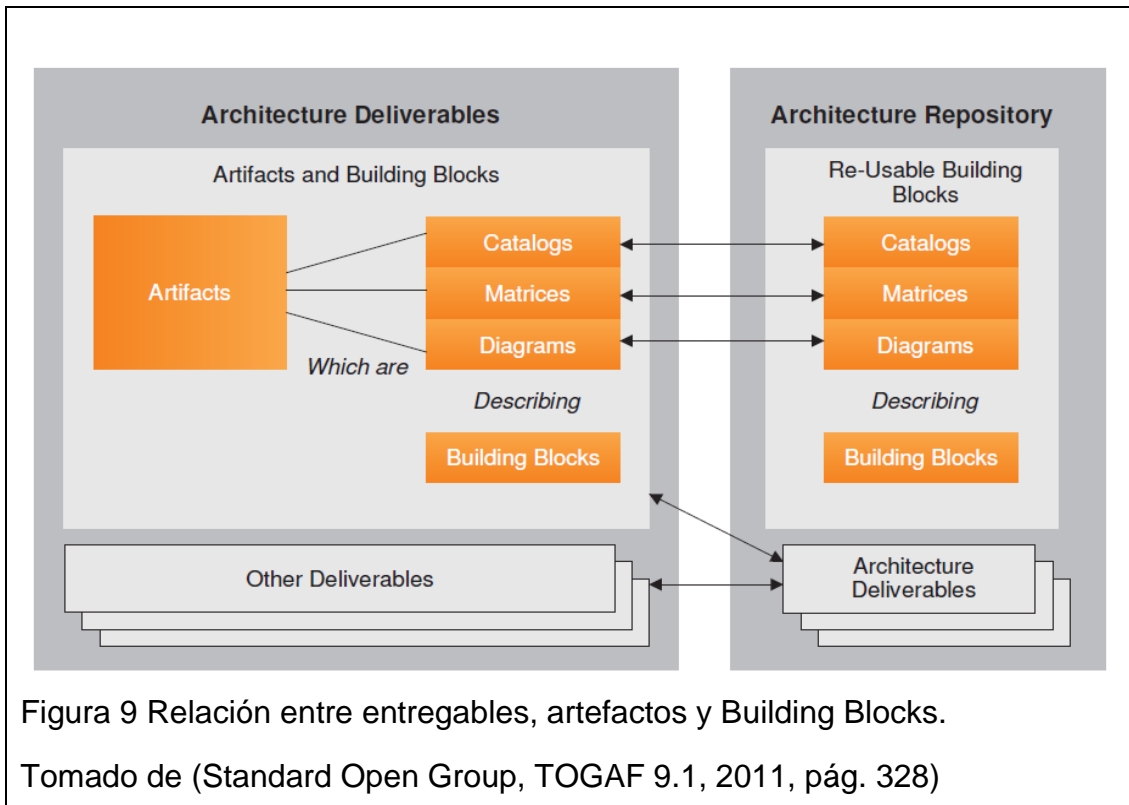 Architecture Deliverables
Artifacts and Building Blocks
Artifacts
Catalogs
Matrices
Diagrams
Which are
Describing
Building Blocks
Other Deliverables
Architecture Repository
Re-Usable Building
Blocks
Catalogs
Matrices
Diagrams
Describing
Building Blocks
Architecture
Deliverables
Figura 9 Relación entre entregables, artefactos y Building Blocks.
Tomado de (Standard Open Group, TOGAF 9.1, 2011, pág. 328)